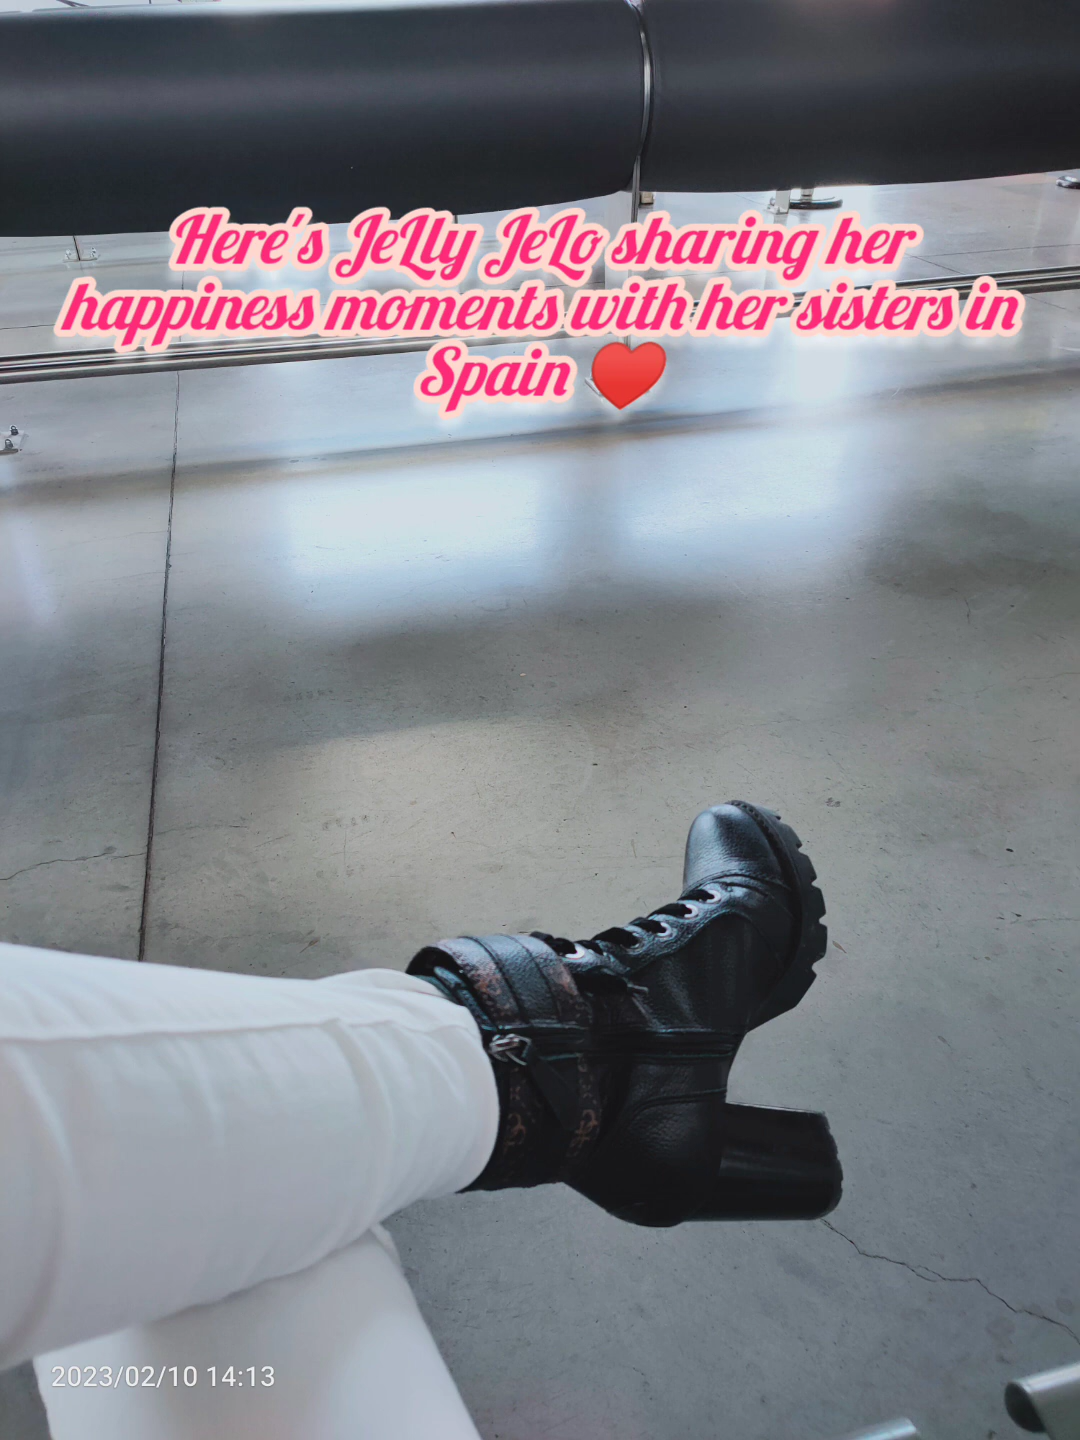 Here's JeLLy JeLo sharing her
happiness moments with her sisters in
Spain ♥️
2023/02/10 14:13